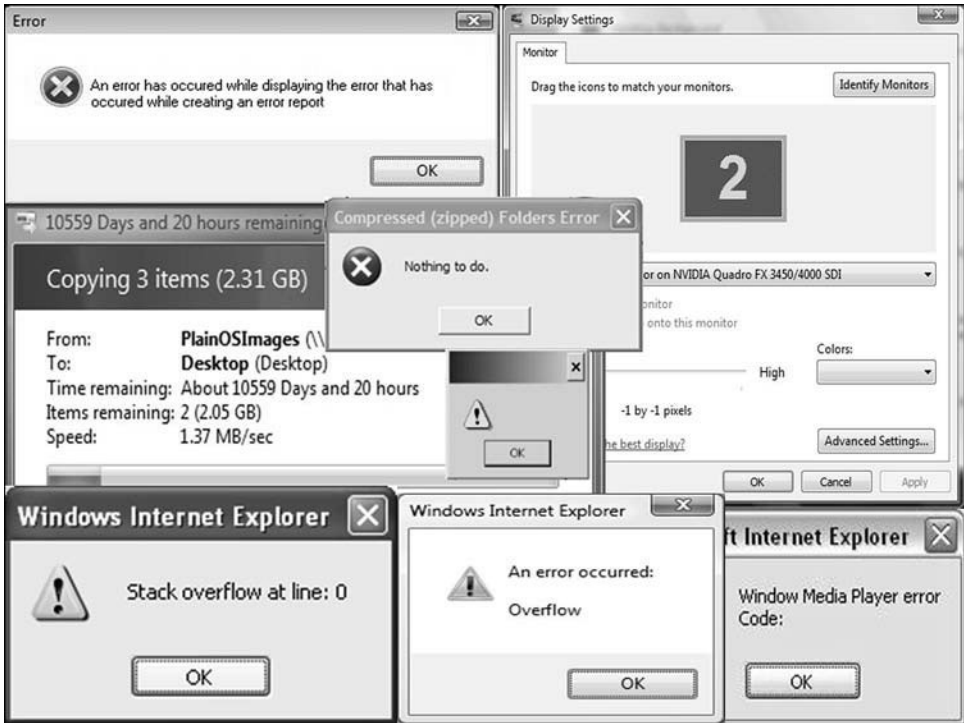 Error
An error has occured while displaying the error that has
occured while creating an error report
OK
Display Settings
Monitor
Drag the icons to match your monitors.
Identify Monitors
2
or on NVIDIA Quadro FX 3450/4000 SDI
onitor
onto this monitor
Colors:
High
-1 by -1 pixels
he best display?
Advanced Settings...
OK
Cancel
Apply
10559 Days and 20 hours remaining
Copying 3 items (2.31 GB)
From: PlainOSImages (\\
To: Desktop (Desktop)
Time remaining: About 10559 Days and 20 hours
Items remaining: 2 (2.05 GB)
Speed: 1.37 MB/sec
Compressed (zipped) Folders Error
Nothing to do.
OK
OK
Windows Internet Explorer
Stack overflow at line: 0
OK
Windows Internet Explorer
An error occurred:
Overflow
OK
ft Internet Explorer
Window Media Player error
Code:
OK